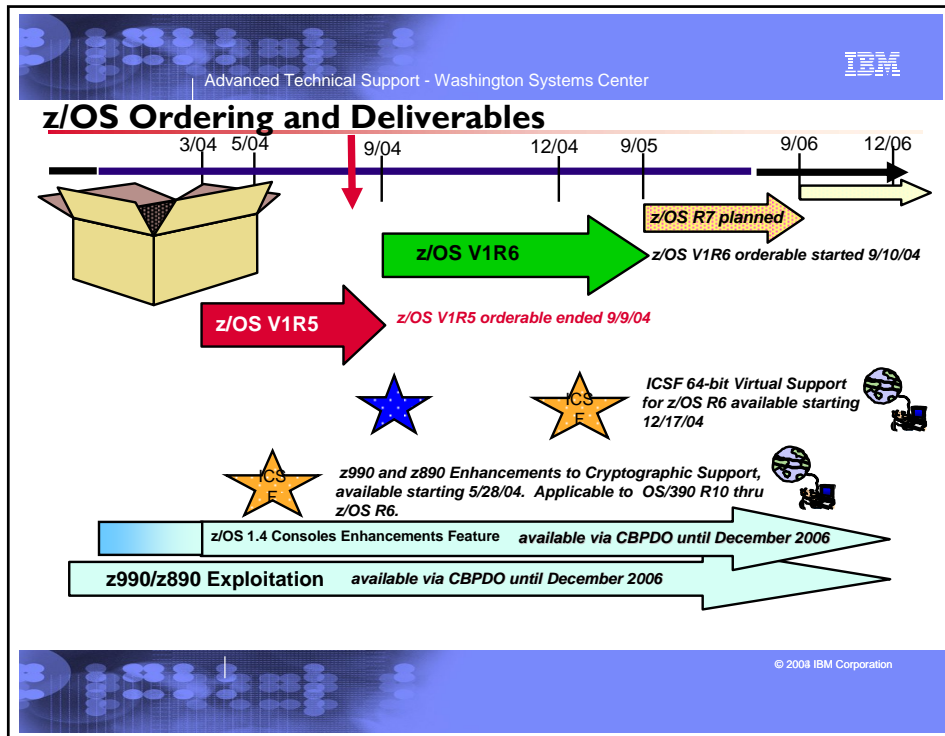 Advanced Technical Support - Washington Systems Center
IBM
z/OS Ordering and Deliverables
3/04 5/04 9/04 12/04 9/05 9/06 12/06
z/OS R7 planned
z/OS V1R6
z/OS V1R6 orderable started 9/10/04
z/OS V1R5
z/OS V1R5 orderable ended 9/9/04
ICSF
ICSF 64-bit Virtual Support
for z/OS R6 available starting
12/17/04
ICSF
z990 and z890 Enhancements to Cryptographic Support,
available starting 5/28/04. Applicable to OS/390 R10 thru
z/OS R6.
z/OS 1.4 Consoles Enhancements Feature available via CBPDO until December 2006
z990/z890 Exploitation available via CBPDO until December 2006
© IBM Corporation